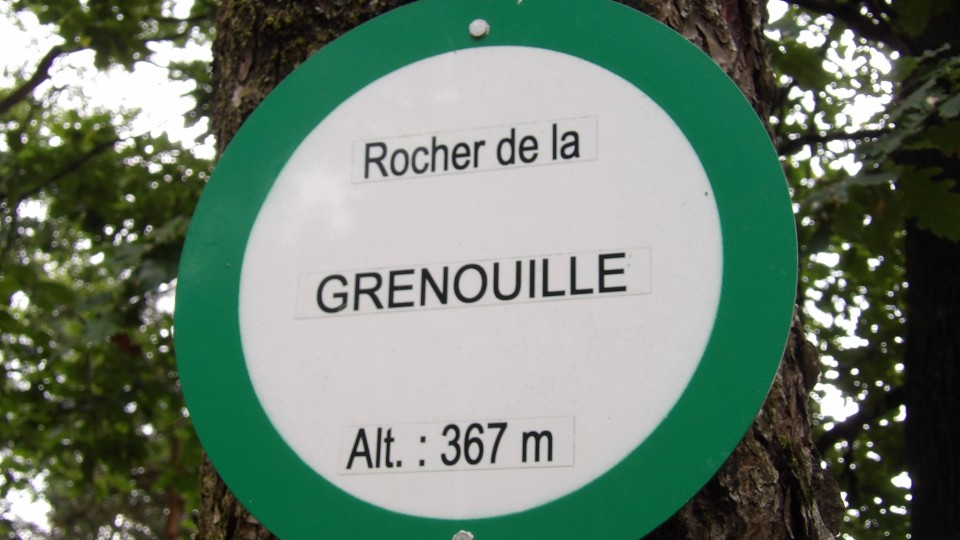 Rocher de la
GRENOUILLE
Alt. : 367 m